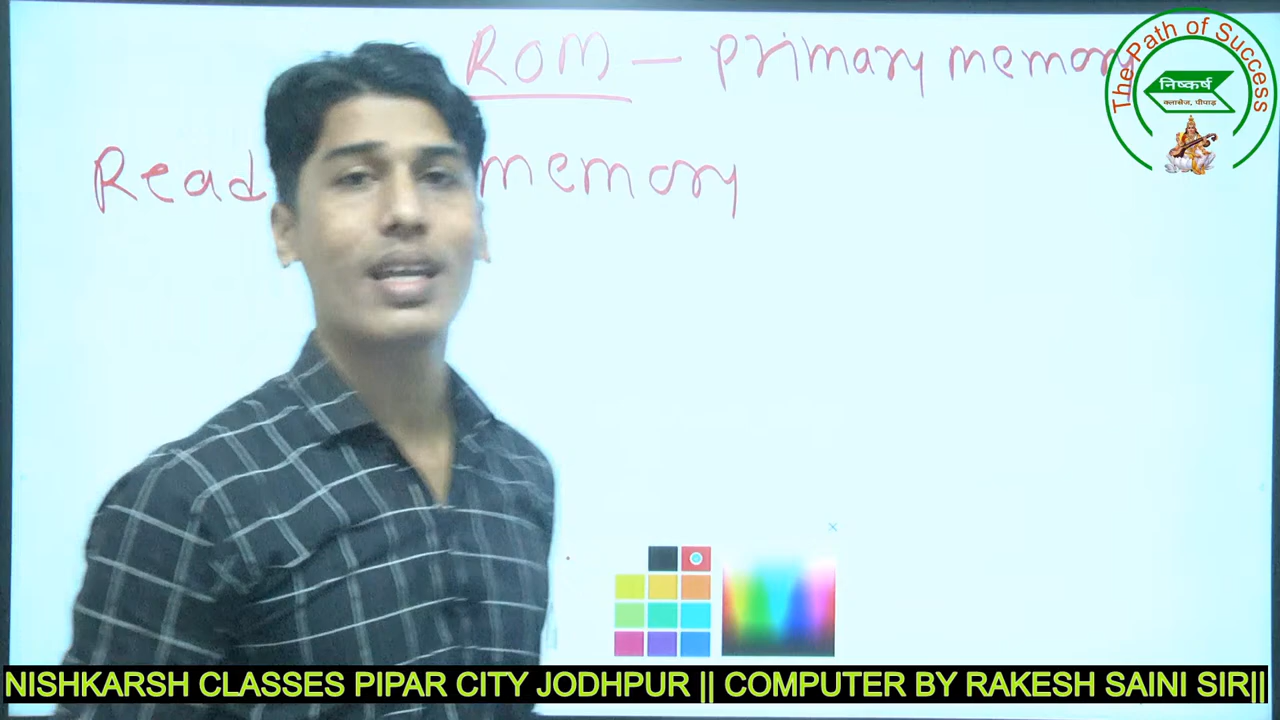 ROM — primary memory
The Path of Success
निष्कर्ष
क्लासेज, पीपाड़
Read memory
NISHKARSH CLASSES PIPAR CITY JODHPUR || COMPUTER BY RAKESH SAINI SIR||